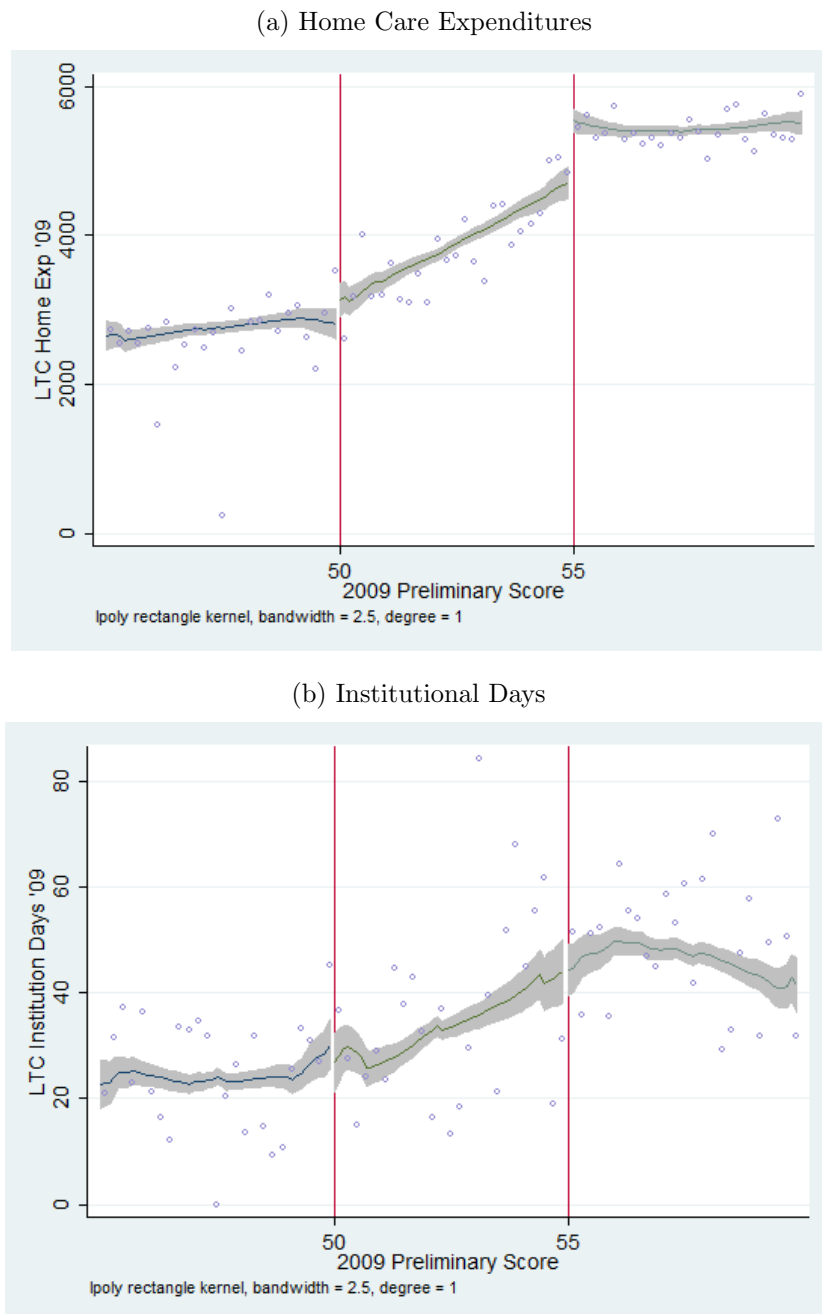 (a) Home Care Expenditures
6000
4000
2000
0
LTC Home Exp '09
50
55
2009 Preliminary Score
lpoly rectangle kernel, bandwidth = 2.5, degree = 1
(b) Institutional Days
80
60
40
20
0
LTC Institution Days '09
50
55
2009 Preliminary Score
lpoly rectangle kernel, bandwidth = 2.5, degree = 1